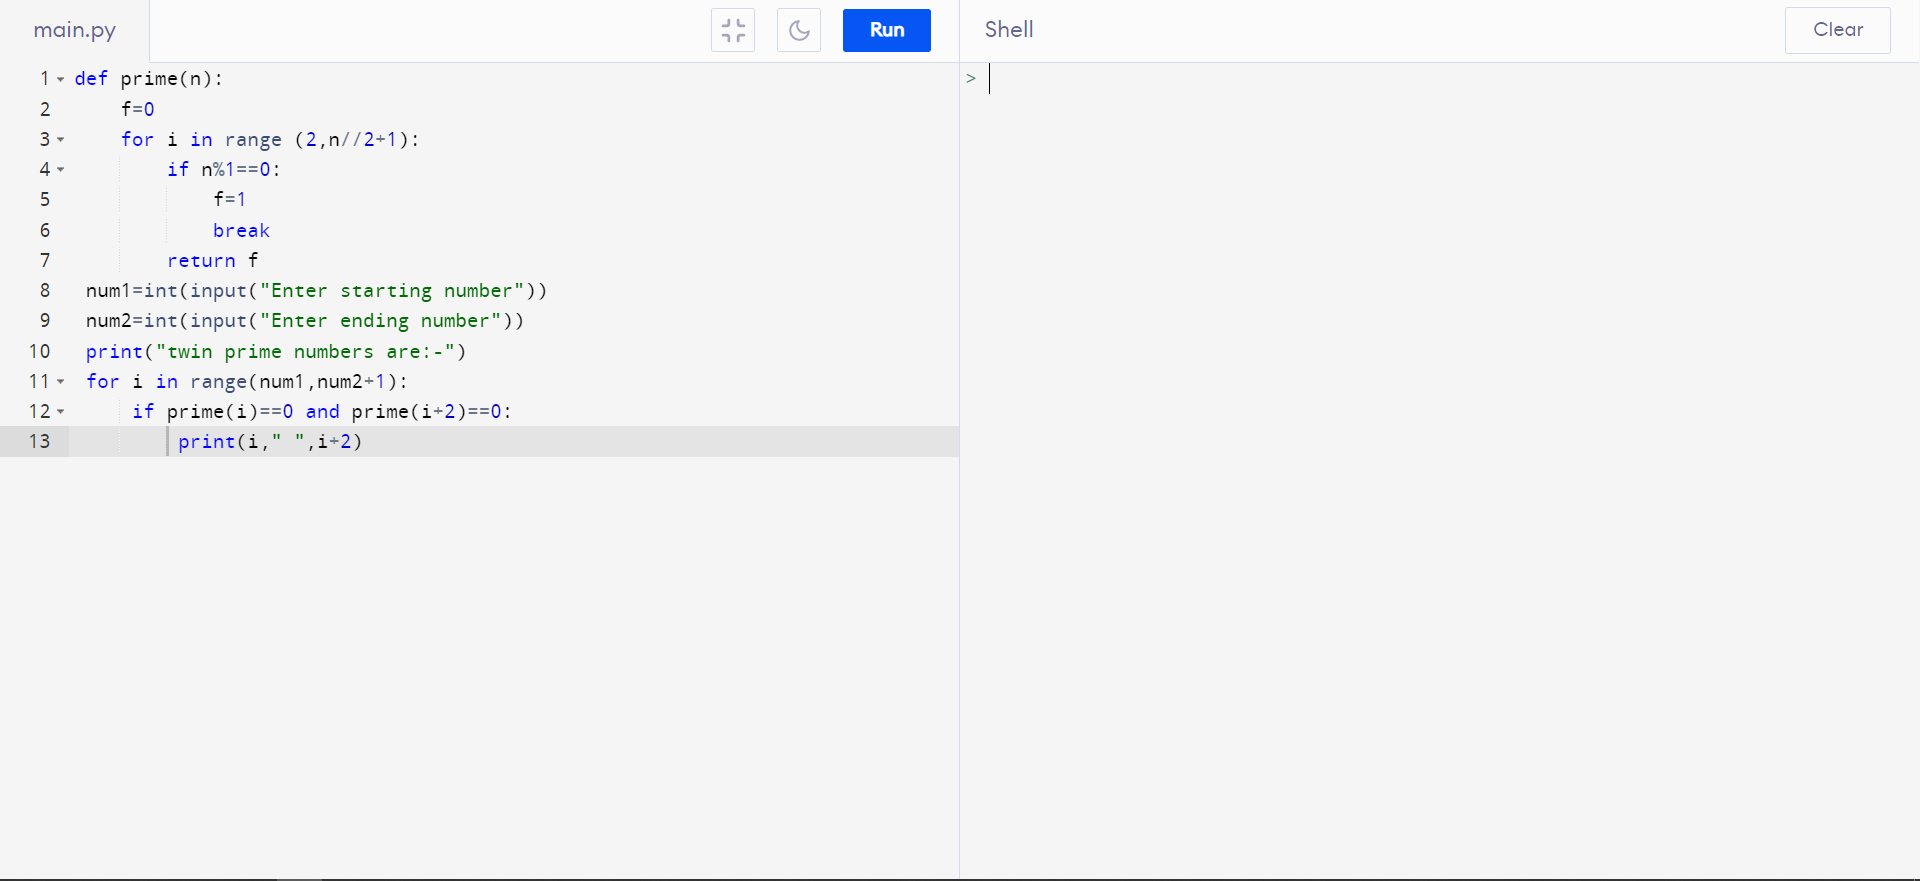 main.py Run Shell Clear
1 def prime(n): >
2 f=0
3 for i in range (2,n//2+1):
4 if n%1==0:
5 f=1
6 break
7 return f
8 num1=int(input("Enter starting number"))
9 num2=int(input("Enter ending number"))
10 print("twin prime numbers are:-")
11 for i in range(num1,num2+1):
12 if prime(i)==0 and prime(i+2)==0:
13 print(i," ",i+2)